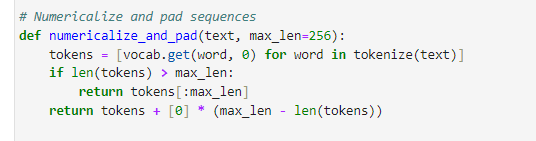 # Numericalize and pad sequences
def numericalize_and_pad(text, max_len=256):
    tokens = [vocab.get(word, 0) for word in tokenize(text)]
    if len(tokens) > max_len:
        return tokens[:max_len]
    return tokens + [0] * (max_len - len(tokens))